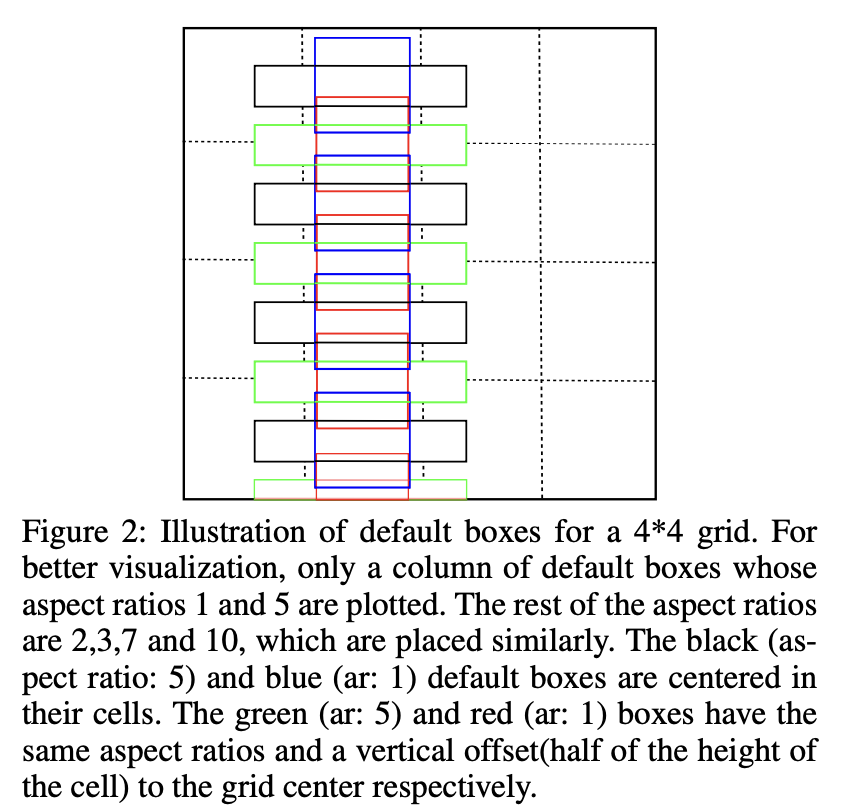 Figure 2: Illustration of default boxes for a 4*4 grid. For
better visualization, only a column of default boxes whose
aspect ratios 1 and 5 are plotted. The rest of the aspect ratios
are 2,3,7 and 10, which are placed similarly. The black (as-
pect ratio: 5) and blue (ar: 1) default boxes are centered in
their cells. The green (ar: 5) and red (ar: 1) boxes have the
same aspect ratios and a vertical offset(half of the height of
the cell) to the grid center respectively.